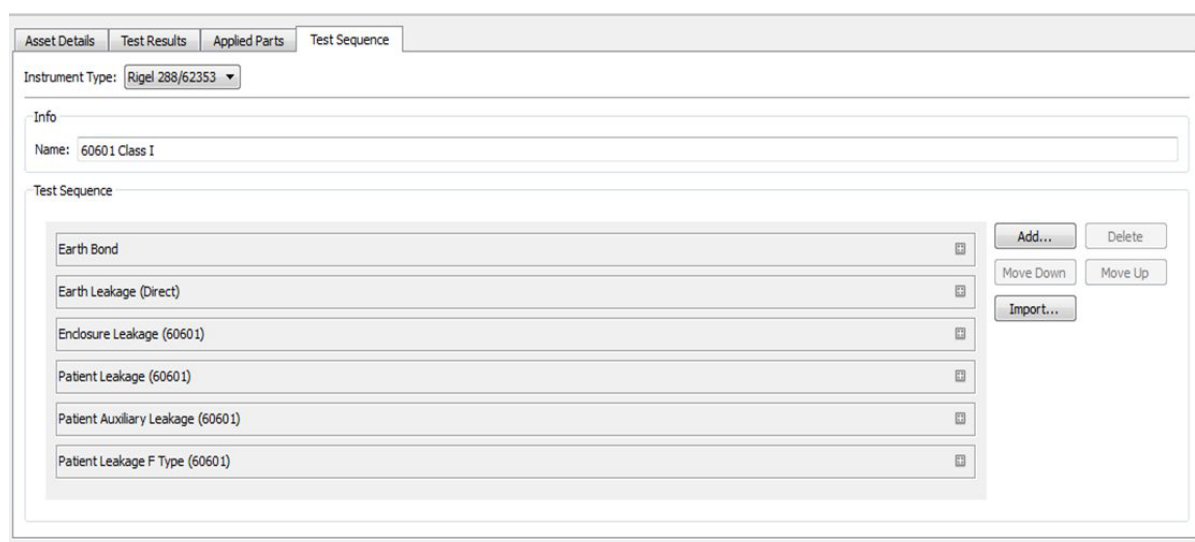 Asset Details Test Results Applied Parts Test Sequence
Instrument Type: Rigel 288/62353
Info
Name: 60601 Class I
Test Sequence
Earth Bond
Earth Leakage (Direct)
Enclosure Leakage (60601)
Patient Leakage (60601)
Patient Auxiliary Leakage (60601)
Patient Leakage F Type (60601)
Add... Delete
Move Down Move Up
Import...